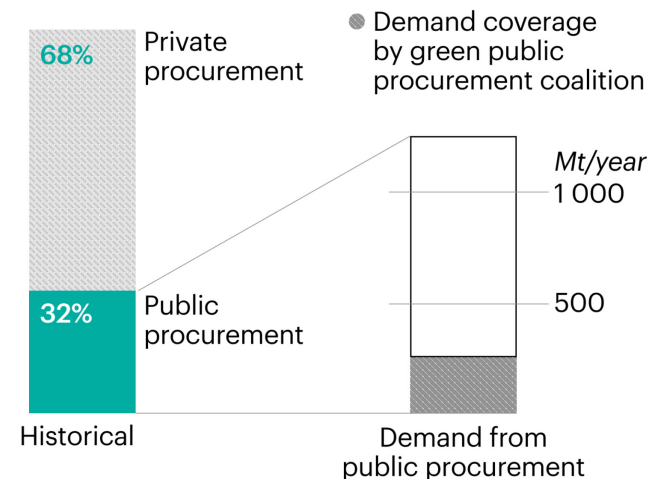 68%
Private
procurement
32%
Public
procurement
Historical
Demand coverage
by green public
procurement coalition
Mt/year
1 000
500
Demand from
public procurement